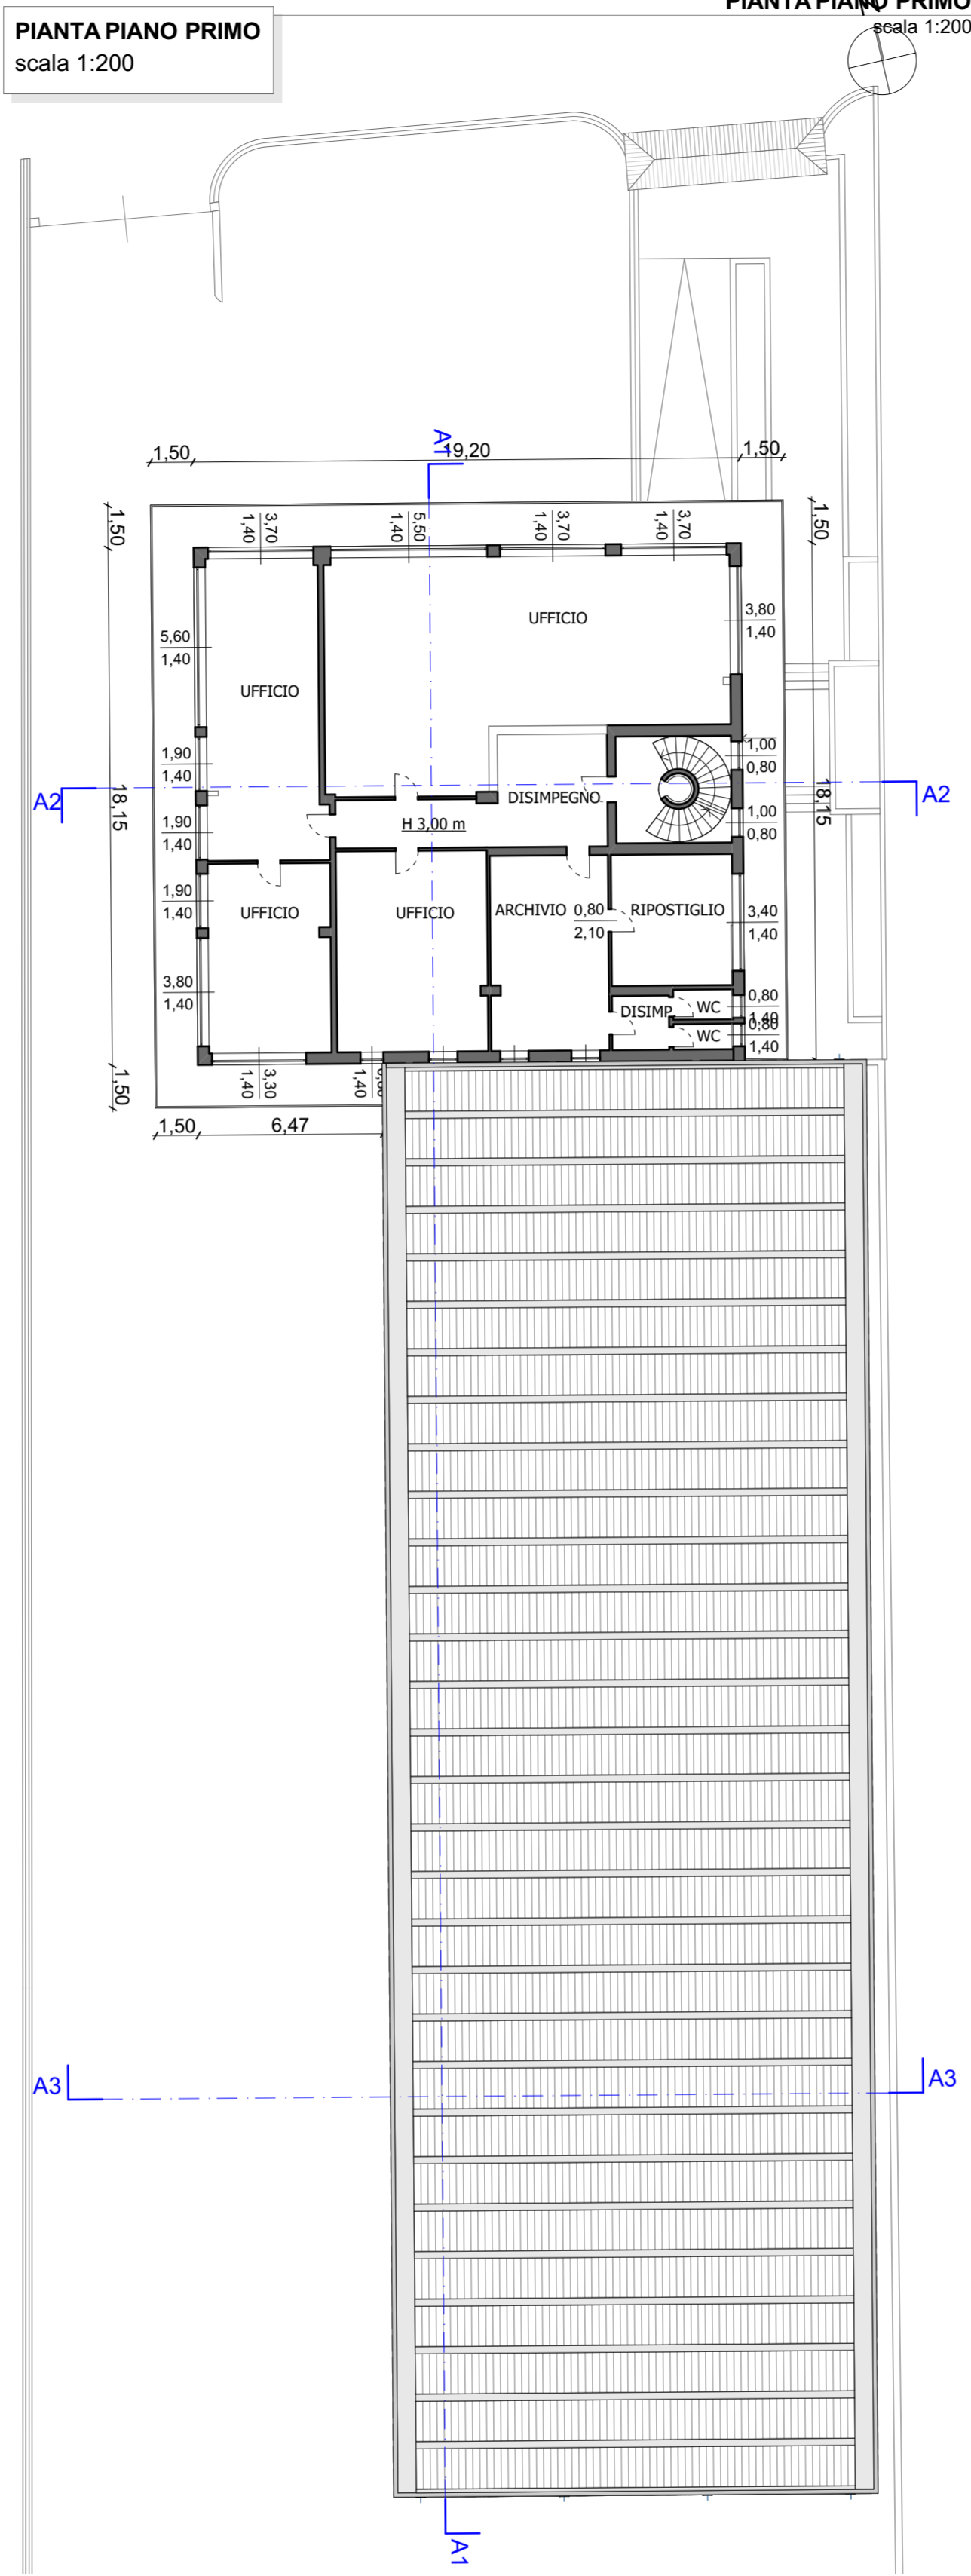 PIANTA PIANO PRIMO
scala 1:200
PIANTA PIANO PRIMO
scala 1:200
N
A1
1,50
19,20
1,50
1,50
1,50
3,70
1,40
5,50
1,40
3,70
1,40
3,70
1,40
UFFICIO
3,80
1,40
5,60
1,40
UFFICIO
1,00
0,80
1,90
1,40
A2
18,15
DISIMPEGNO
18,15
A2
H 3,00 m
1,00
0,80
1,90
1,40
1,90
1,40
UFFICIO
UFFICIO
ARCHIVIO
0,80
2,10
RIPOSTIGLIO
3,40
1,40
3,80
1,40
DISIMP.
WC
0,80
1,40
WC
0,80
1,40
1,50
3,30
1,40
1,40
1,50
6,47
A3
A3
A1